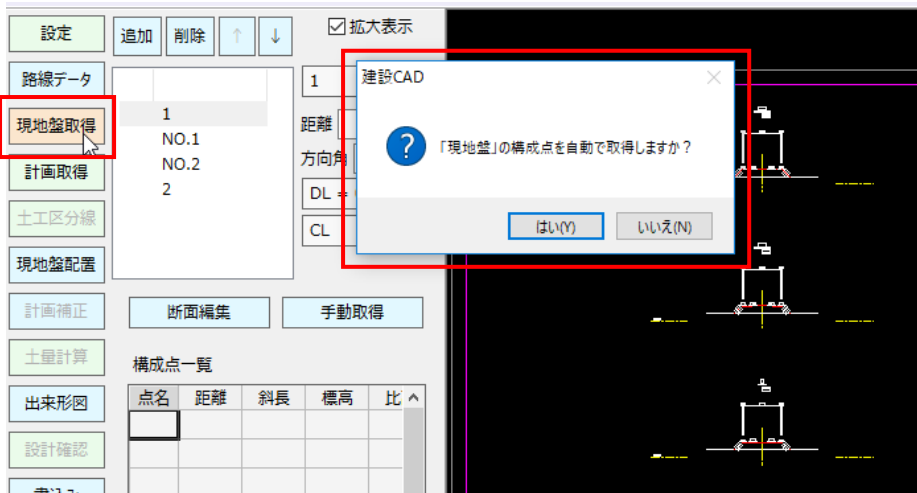 設定
追加
削除
↑
↓
拡大表示
路線データ
1
現地盤取得
1
NO.1
NO.2
2
距離
方向角
DL =
CL
計画取得
土工区分線
現地盤配置
計画補正
土量計算
出来形図
設計確認
断面編集
手動取得
構成点一覧
点名 距離 斜長 標高
建設CAD
「現地盤」の構成点を自動で取得しますか？
はい(Y)
いいえ(N)